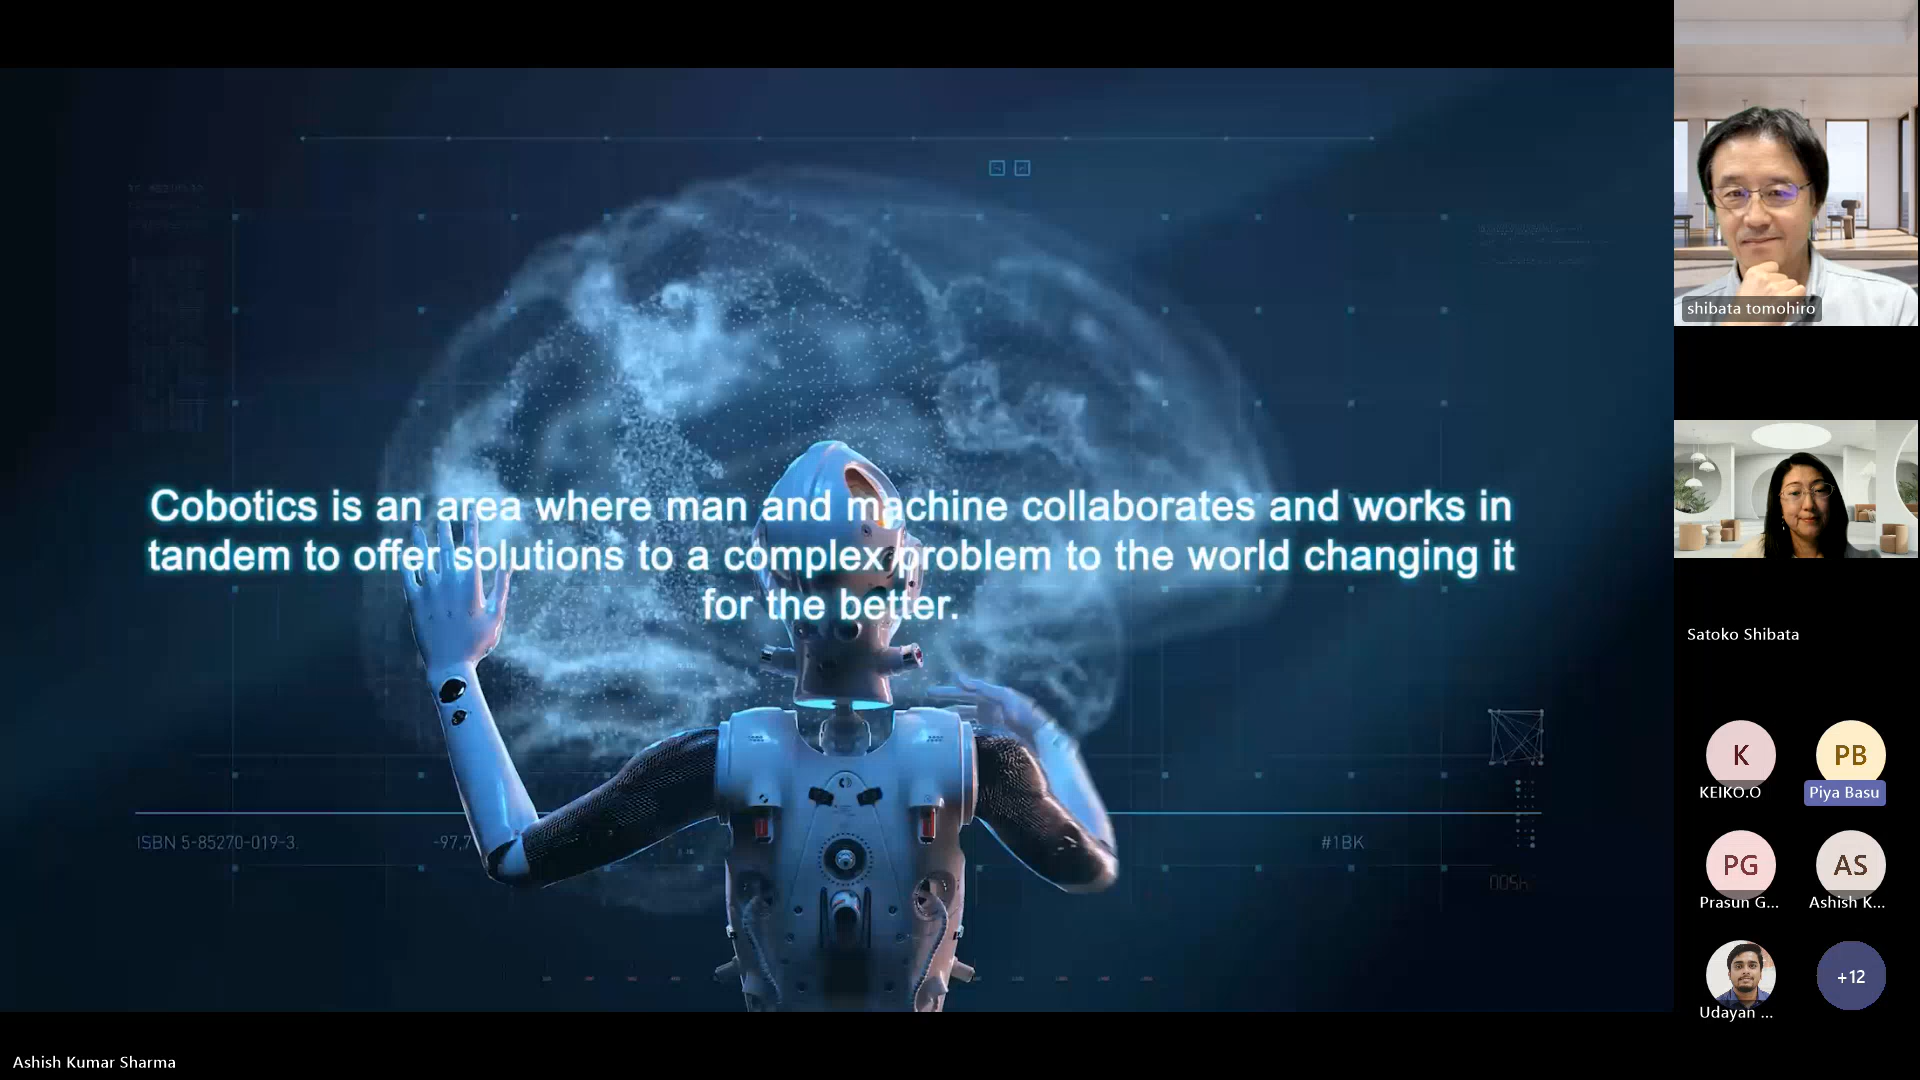 Cobotics is an area where man and machine collaborates and works in
tandem to offer solutions to a complex problem to the world changing it
for the better.
ISBN 5-85270-019-3.
-97,7
#1BK
shibata tomohiro
Satoko Shibata
K
KEIKO.O
PB
Piya Basu
PG
Prasun G...
AS
Ashish K...
Udayan ...
+12
Ashish Kumar Sharma